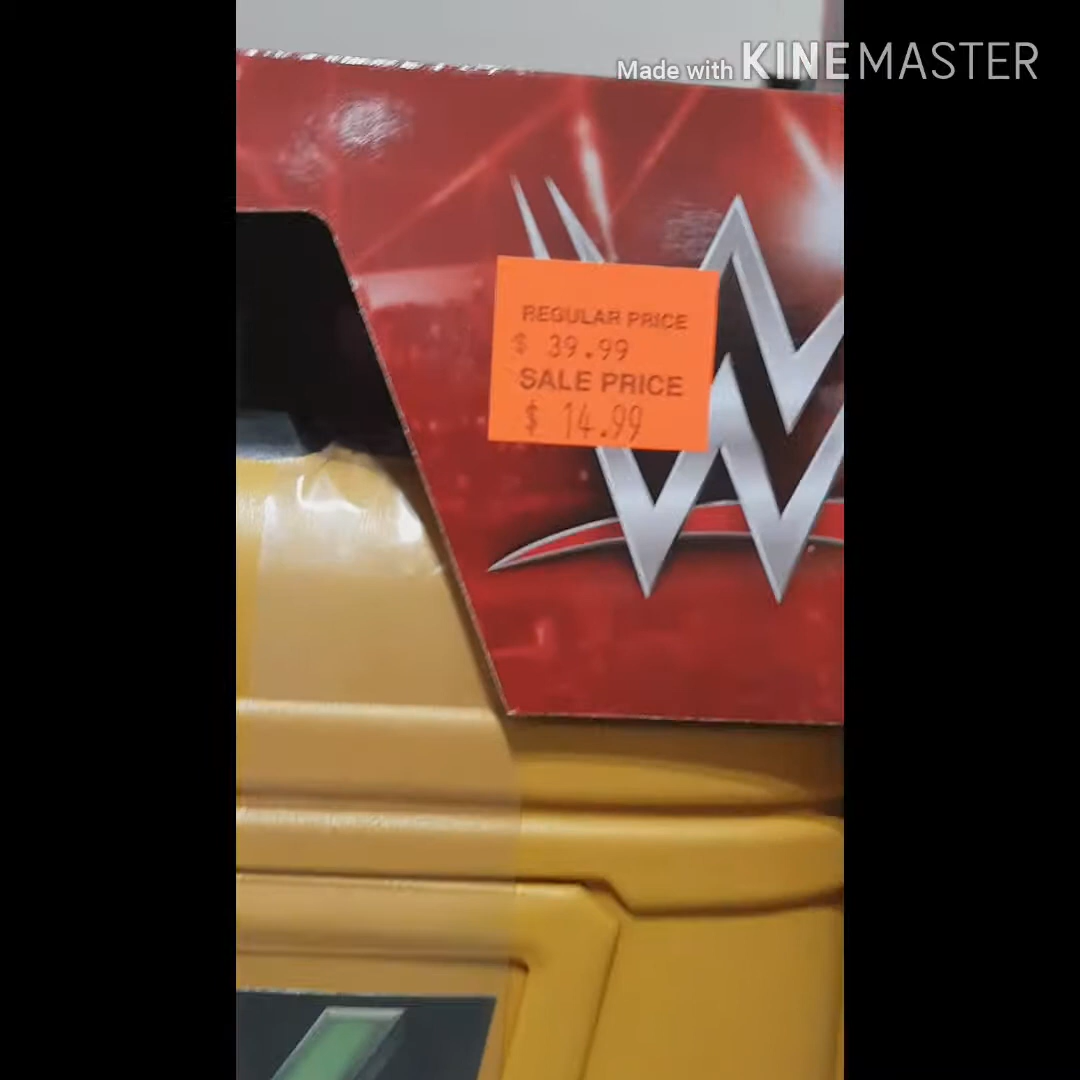 Made with KINEMASTER
REGULAR PRICE
$ 39.99
SALE PRICE
$ 14.99
W